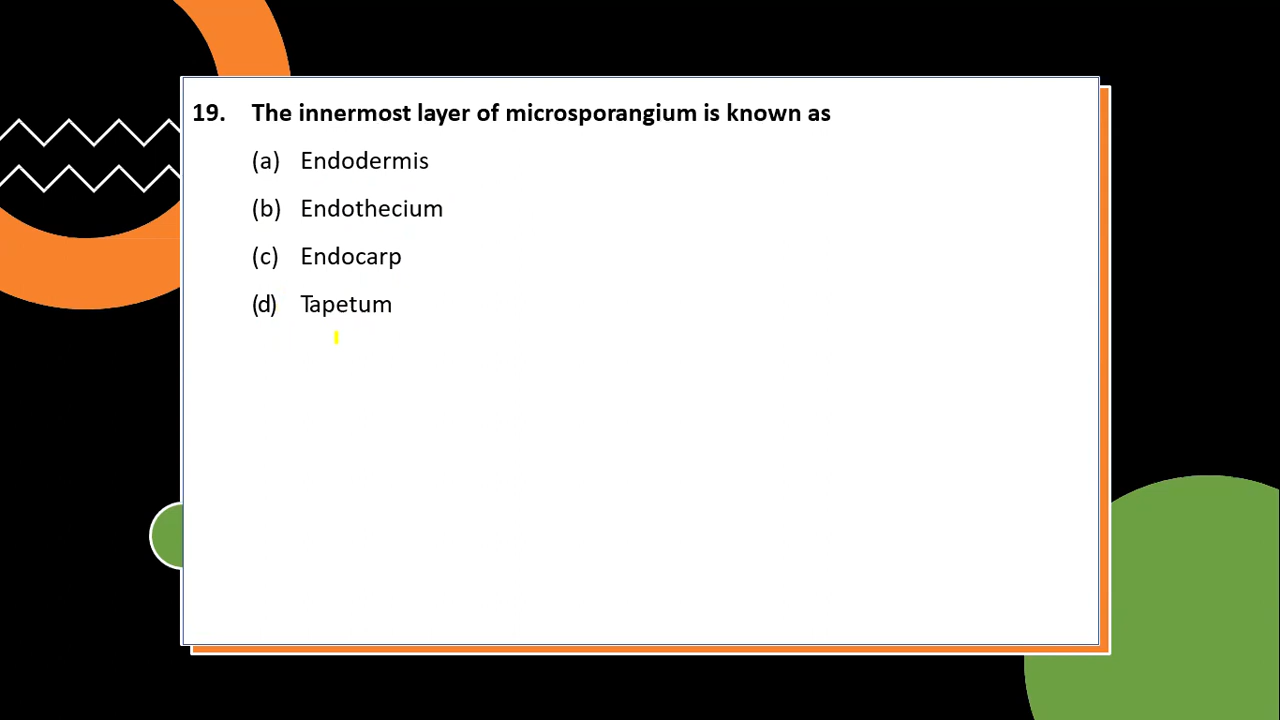 19. The innermost layer of microsporangium is known as
(a) Endodermis
(b) Endothecium
(c) Endocarp
(d) Tapetum